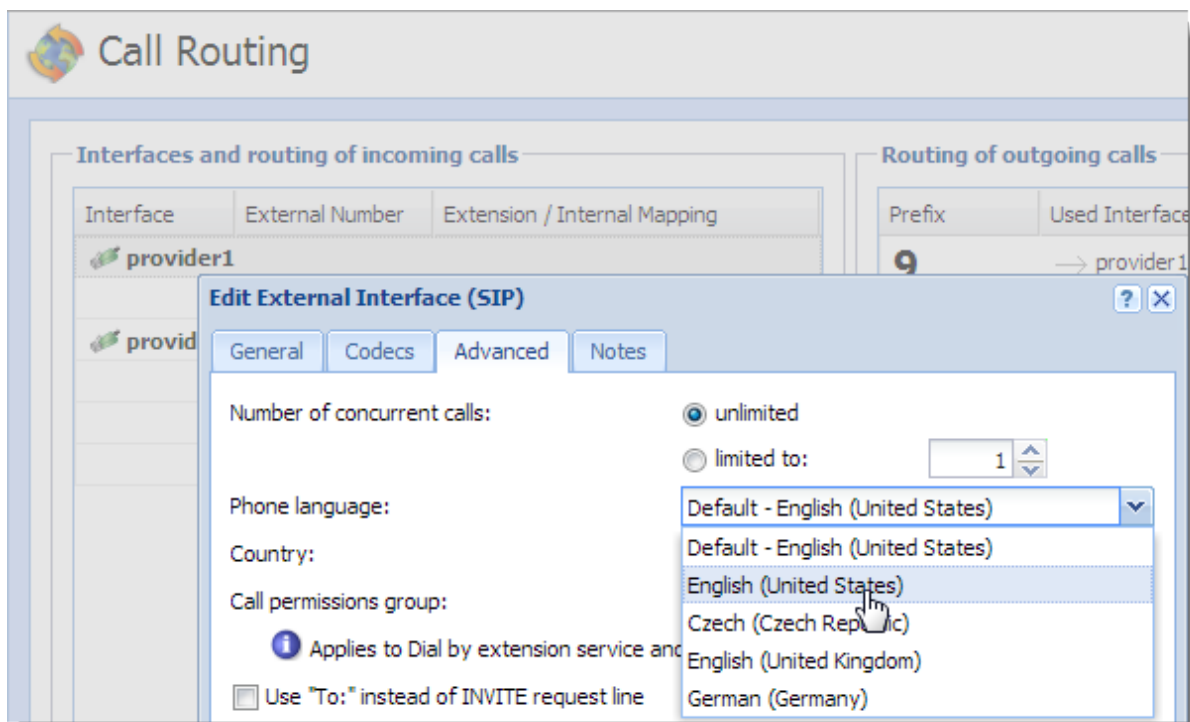 Call Routing
Interfaces and routing of incoming calls
Routing of outgoing calls
Interface External Number Extension / Internal Mapping
Prefix Used Interface
provider1
9 → provider1
Edit External Interface (SIP)
?
provid
General Codecs Advanced Notes
Number of concurrent calls: unlimited
limited to: 1
Phone language: Default - English (United States)
Default - English (United States)
Country:
English (United States)
Call permissions group:
Czech (Czech Republic)
Applies to Dial by extension service and
English (United Kingdom)
Use "To:" instead of INVITE request line
German (Germany)